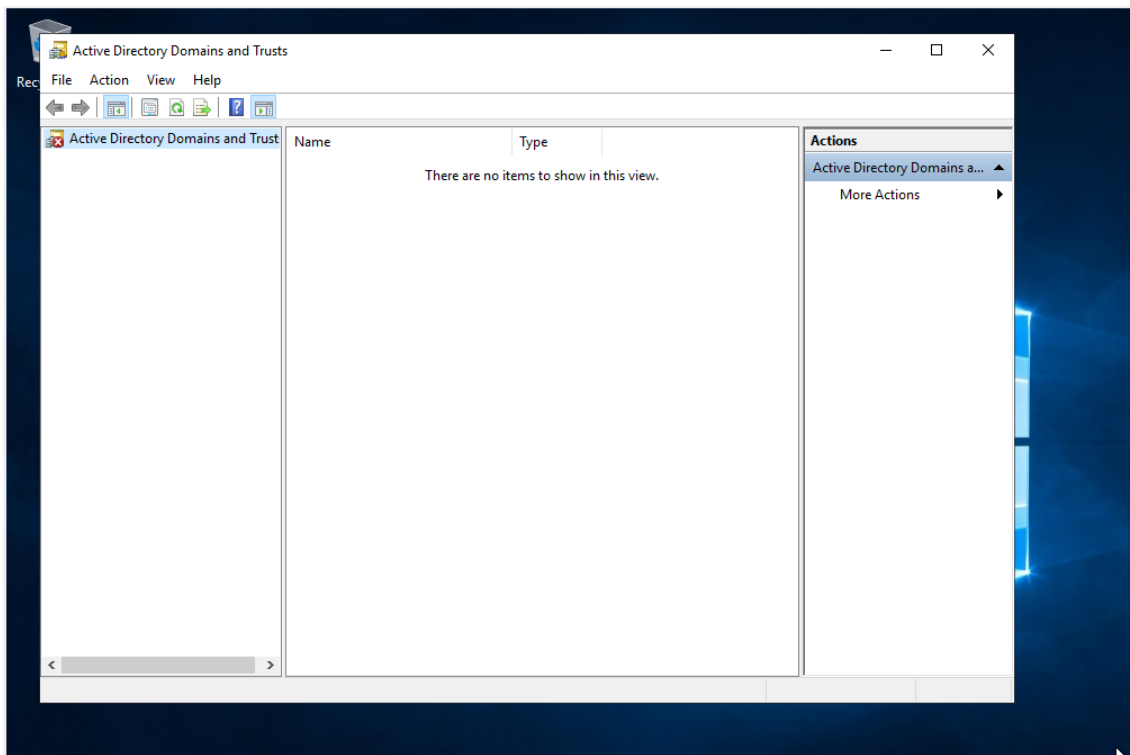 Active Directory Domains and Trusts
Rec
File Action View Help
Active Directory Domains and Trust
Name Type
There are no items to show in this view.
Actions
Active Directory Domains a...
More Actions